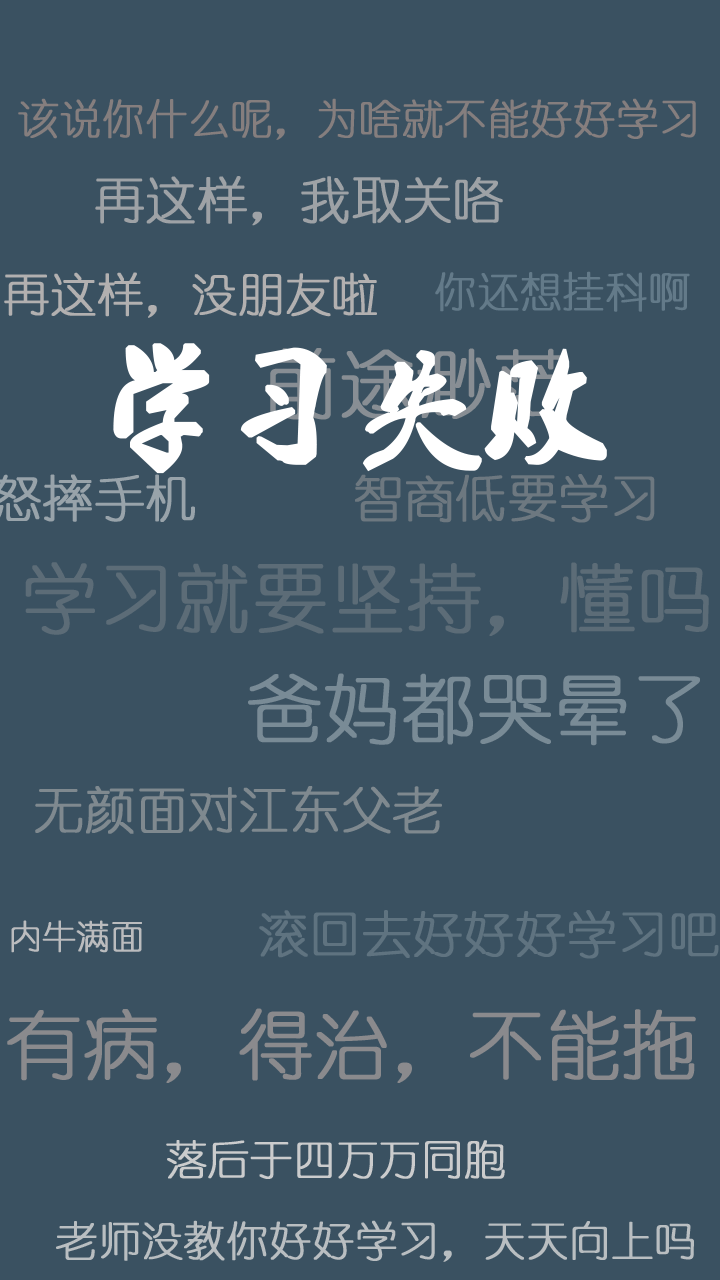 该说你什么呢，为啥就不能好好学习
再这样，我取关咯
再这样，没朋友啦
你还想挂科啊
前途渺茫
学习失败
怒摔手机
智商低要学习
学习就要坚持，懂吗
爸妈都哭晕了
无颜面对江东父老
内牛满面
滚回去好好好学习吧
有病，得治，不能拖
落后于四万万同胞
老师没教你好好学习，天天向上吗